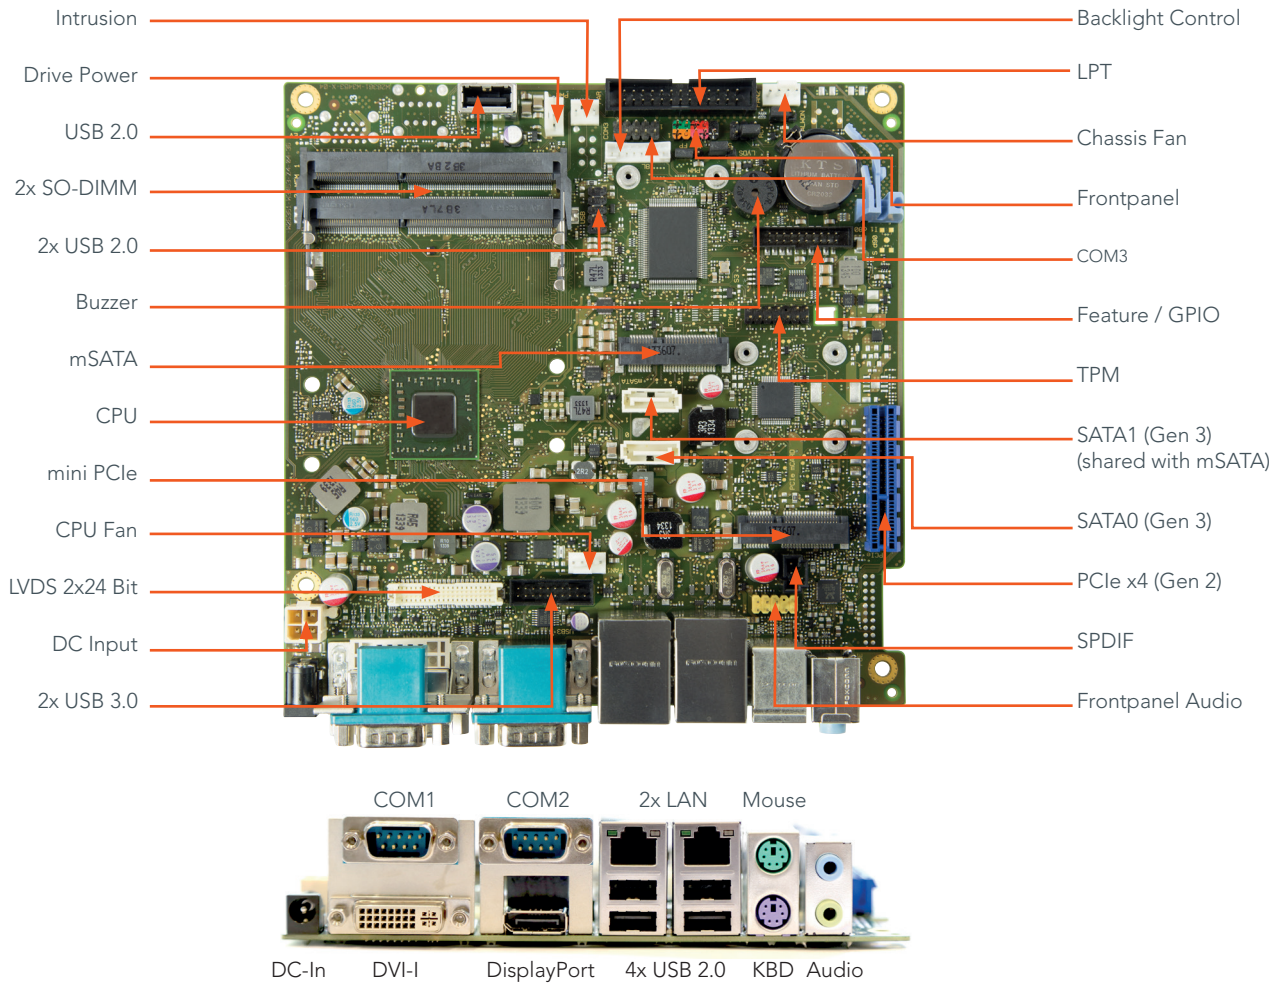 Intrusion
Drive Power
USB 2.0
2x SO-DIMM
2x USB 2.0
Buzzer
mSATA
CPU
mini PCIe
CPU Fan
LVDS 2x24 Bit
DC Input
2x USB 3.0
Backlight Control
LPT
Chassis Fan
Frontpanel
COM3
Feature / GPIO
TPM
SATA1 (Gen 3)
(shared with mSATA)
SATA0 (Gen 3)
PCIe x4 (Gen 2)
SPDIF
Frontpanel Audio
COM1 COM2 2x LAN Mouse
DC-In DVI-I DisplayPort 4x USB 2.0 KBD Audio